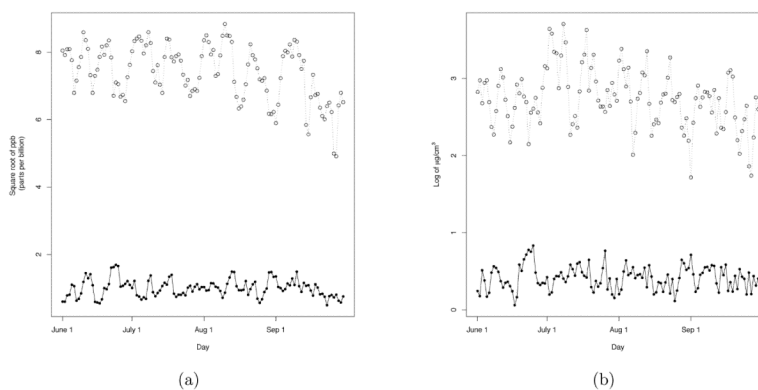 Square root of ppb
(parts per billion)
8
6
4
2
June 1
July 1
Aug 1
Sep 1
Day
(a)
Log of µg/cm³
3
2
1
0
June 1
July 1
Aug 1
Sep 1
Day
(b)